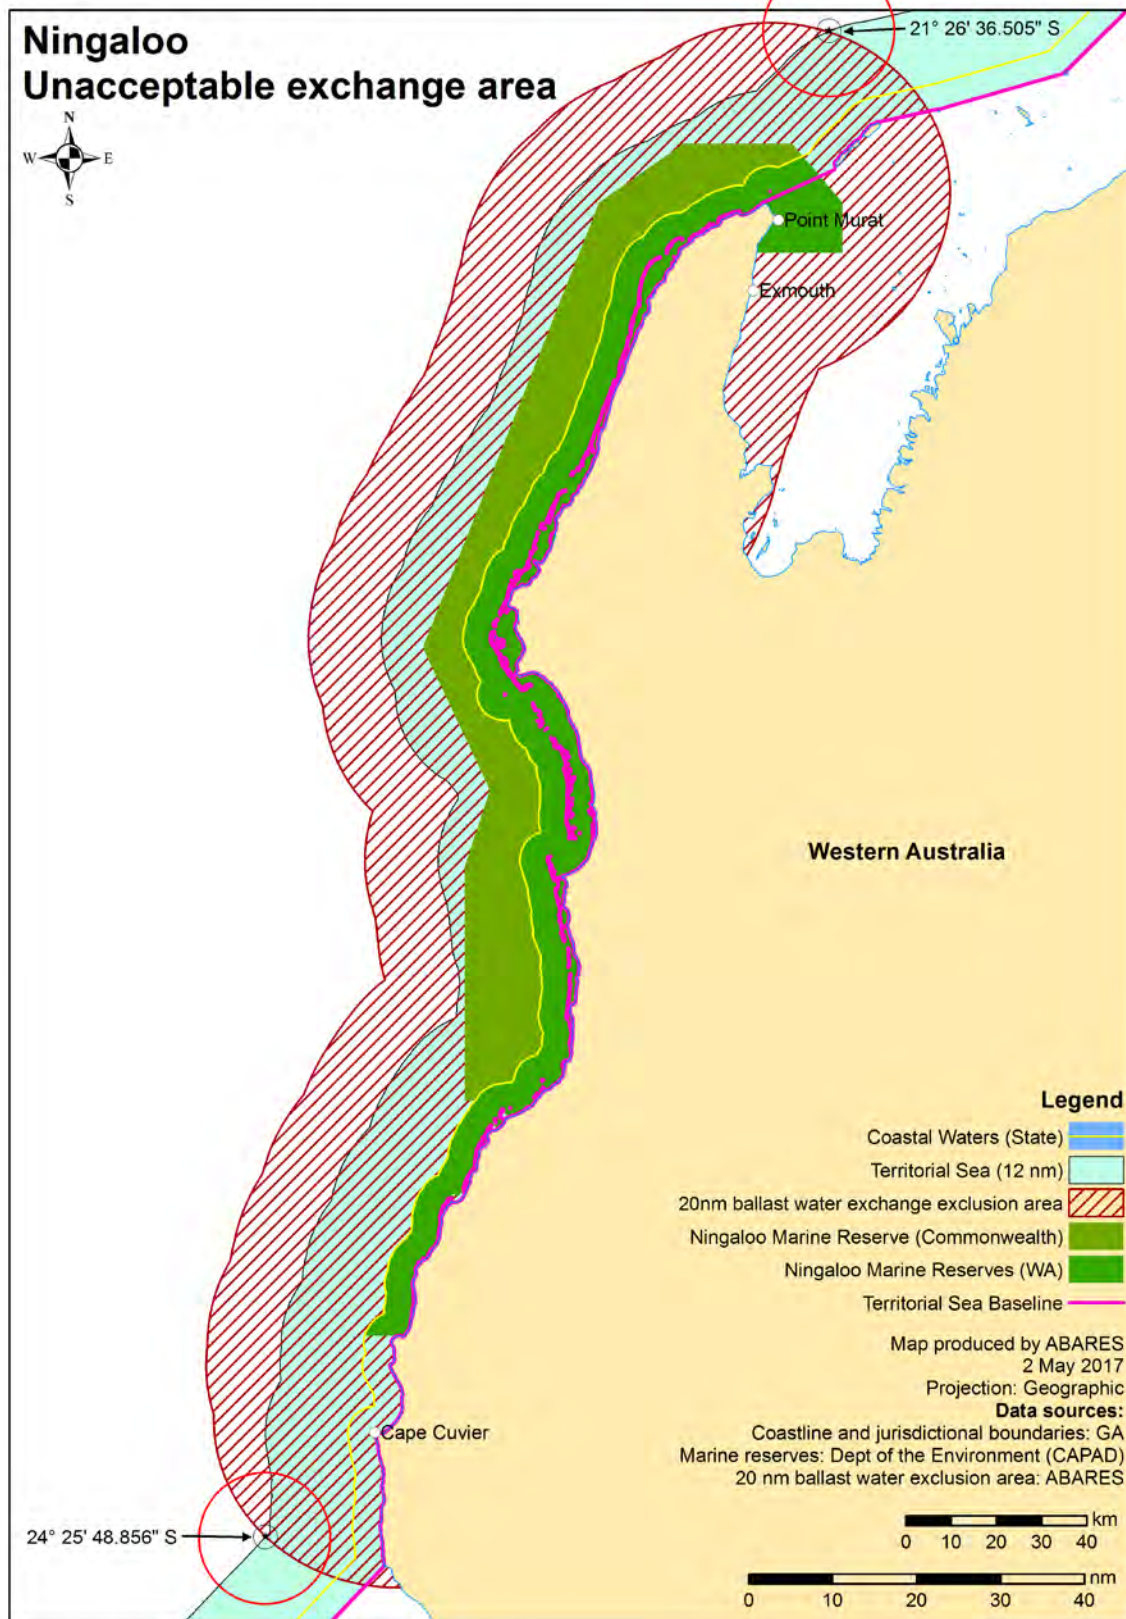 Ningaloo
Unacceptable exchange area
N
W E
S
21° 26' 36.505" S
Point Murat
Exmouth
Western Australia
Cape Cuvier
24° 25' 48.856" S
Legend
Coastal Waters (State)
Territorial Sea (12 nm)
20nm ballast water exchange exclusion area
Ningaloo Marine Reserve (Commonwealth)
Ningaloo Marine Reserves (WA)
Territorial Sea Baseline
Map produced by ABARES
2 May 2017
Projection: Geographic
Data sources:
Coastline and jurisdictional boundaries: GA
Marine reserves: Dept of the Environment (CAPAD)
20 nm ballast water exclusion area: ABARES
km
0 10 20 30 40
nm
0 10 20 30 40